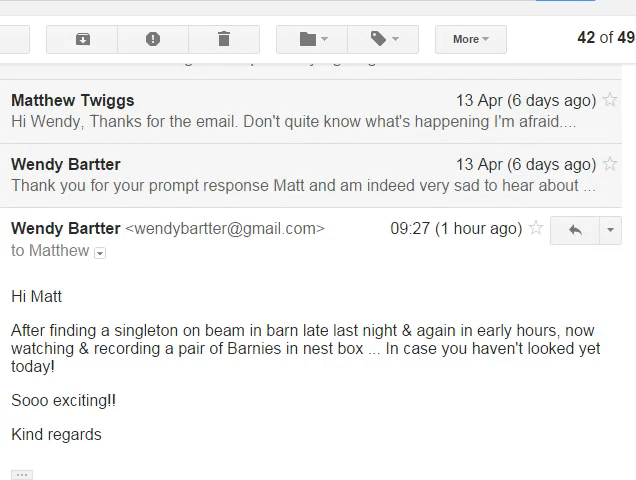 More
42 of 49
Matthew Twiggs
13 Apr (6 days ago)
Hi Wendy, Thanks for the email. Don't quite know what's happening I'm afraid....
Wendy Bartter
13 Apr (6 days ago)
Thank you for your prompt response Matt and am indeed very sad to hear about ...
Wendy Bartter <wendybartter@gmail.com>
09:27 (1 hour ago)
to Matthew
Hi Matt
After finding a singleton on beam in barn late last night & again in early hours, now
watching & recording a pair of Barnies in nest box ... In case you haven't looked yet
today!
Sooo exciting!!
Kind regards
...